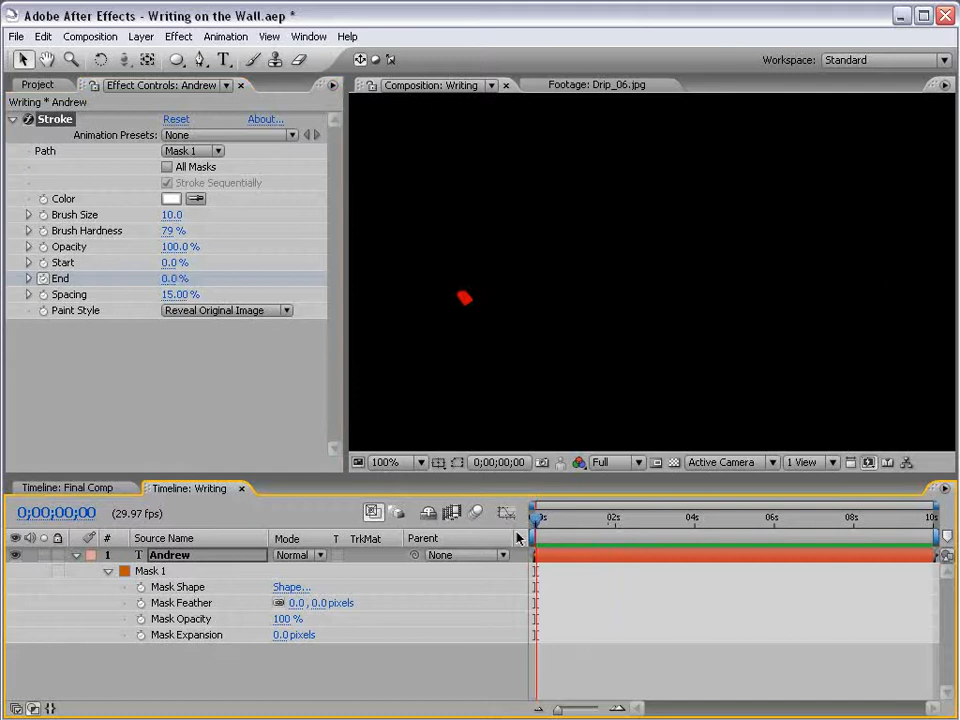 Adobe After Effects - Writing on the Wall.aep *
File Edit Composition Layer Effect Animation View Window Help
Workspace: Standard
Project Effect Controls: Andrew Composition: Writing Footage: Drip_06.jpg
Writing * Andrew
Stroke Reset About...
Animation Presets: None
Path Mask 1
All Masks
Stroke Sequentially
Color
Brush Size 10.0
Brush Hardness 79 %
Opacity 100.0 %
Start 0.0 %
End 0.0 %
Spacing 15.00 %
Paint Style Reveal Original Image
100% 0;00;00;00 Full Active Camera 1 View
Timeline: Final Comp Timeline: Writing
0;00;00;00 (29.97 fps) 02s 04s 06s 08s 10s
# Source Name Mode T TrkMat Parent
1 T Andrew Normal None
Mask 1
Mask Shape Shape...
Mask Feather 0.0 , 0.0 pixels
Mask Opacity 100 %
Mask Expansion 0.0 pixels